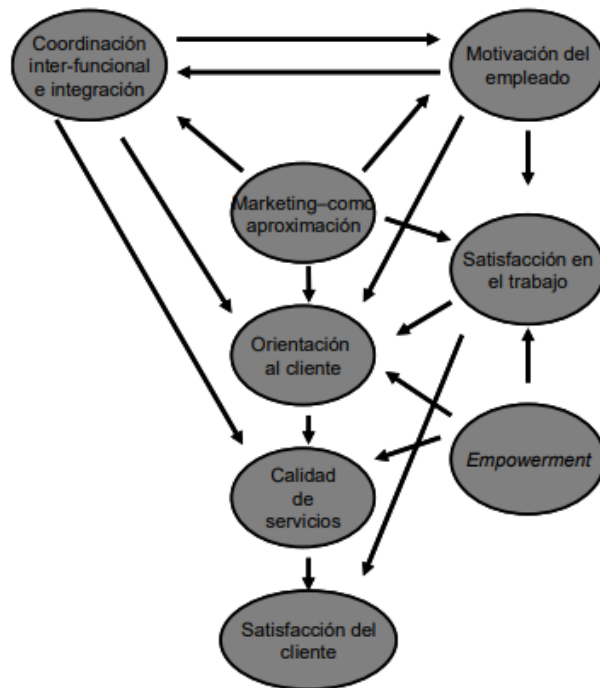 Coordinación
inter-funcional
e integración
Motivación del
empleado
Marketing–como
aproximación
Satisfacción en
el trabajo
Orientación
al cliente
Empowerment
Calidad
de
servicios
Satisfacción del
cliente